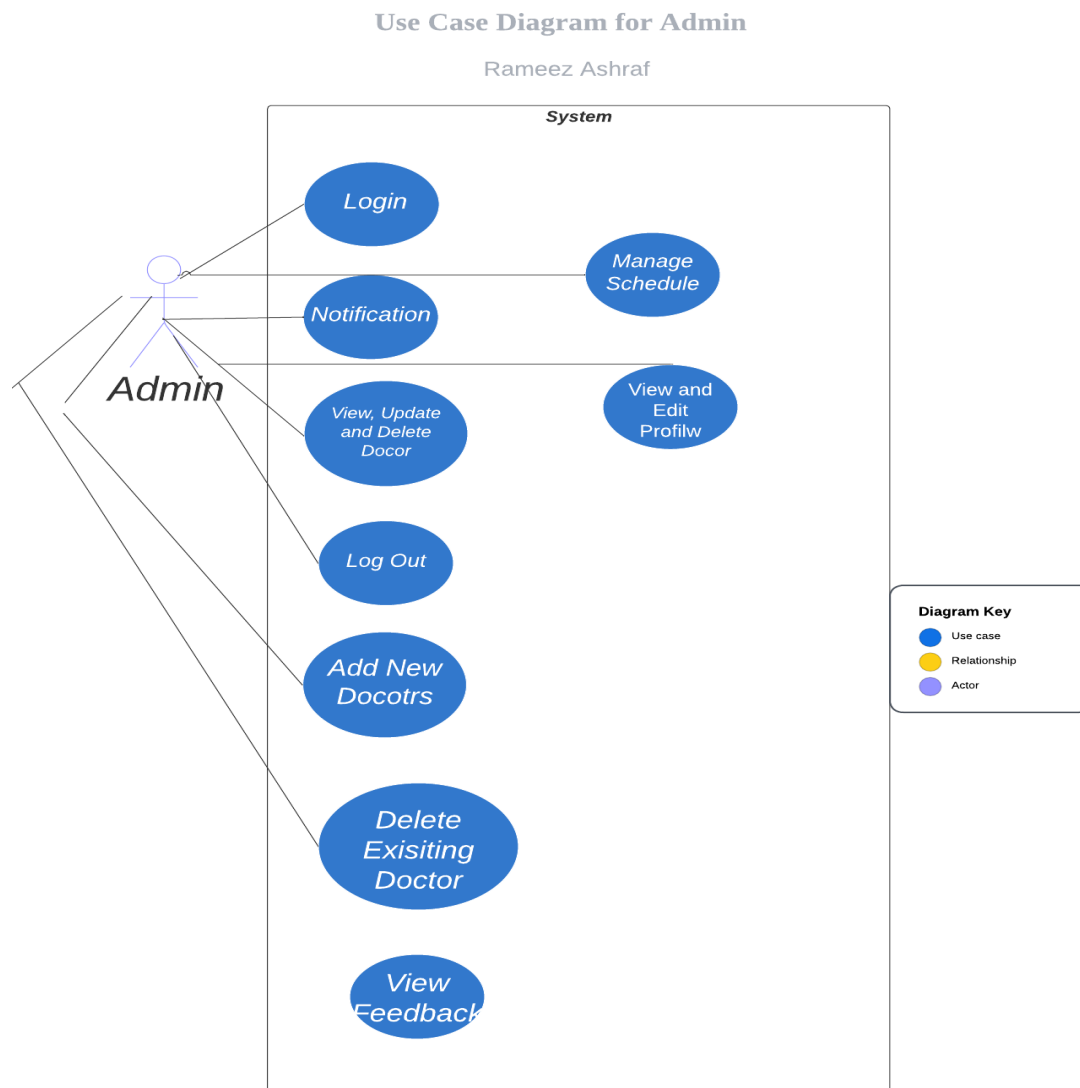 Use Case Diagram for Admin
Rameez Ashraf
System
Login
Manage
Schedule
Notification
Admin
View and
Edit
Profilw
View, Update
and Delete
Docor
Log Out
Diagram Key
Use case
Relationship
Actor
Add New
Docotrs
Delete
Exisiting
Doctor
View
Feedback